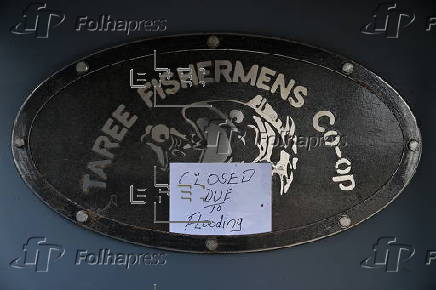 Folhapress
Folhapress
TAREE FISHERMENS CO-OP
CLOSED
DUE
TO
Flooding
Folhapress
Folhapress